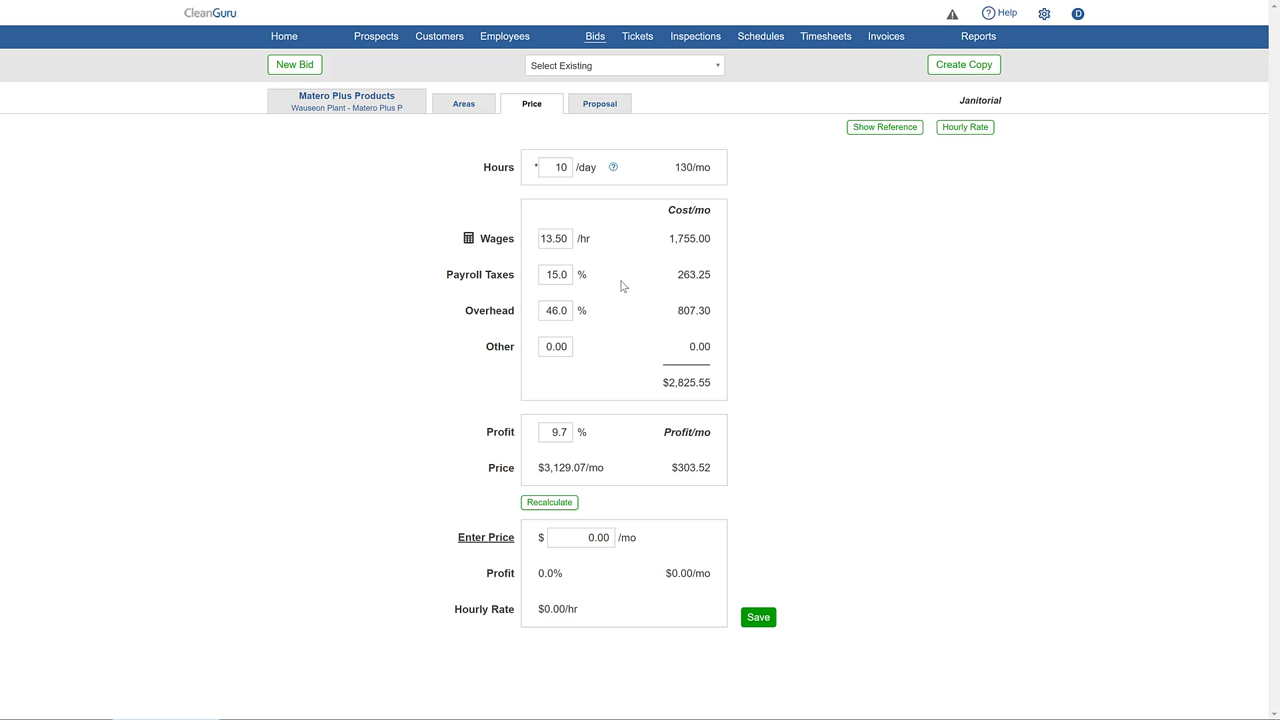 CleanGuru
Help
D
Home Prospects Customers Employees Bids Tickets Inspections Schedules Timesheets Invoices Reports
New Bid Select Existing Create Copy
Matero Plus Products
Wauseon Plant - Matero Plus P
Areas Price Proposal Janitorial
Show Reference Hourly Rate
Hours * 10 /day ? 130/mo
Cost/mo
Wages 13.50 /hr 1,755.00
Payroll Taxes 15.0 % 263.25
Overhead 46.0 % 807.30
Other 0.00 0.00
$2,825.55
Profit 9.7 % Profit/mo
Price $3,129.07/mo $303.52
Recalculate
Enter Price $ 0.00 /mo
Profit 0.0% $0.00/mo
Hourly Rate $0.00/hr
Save